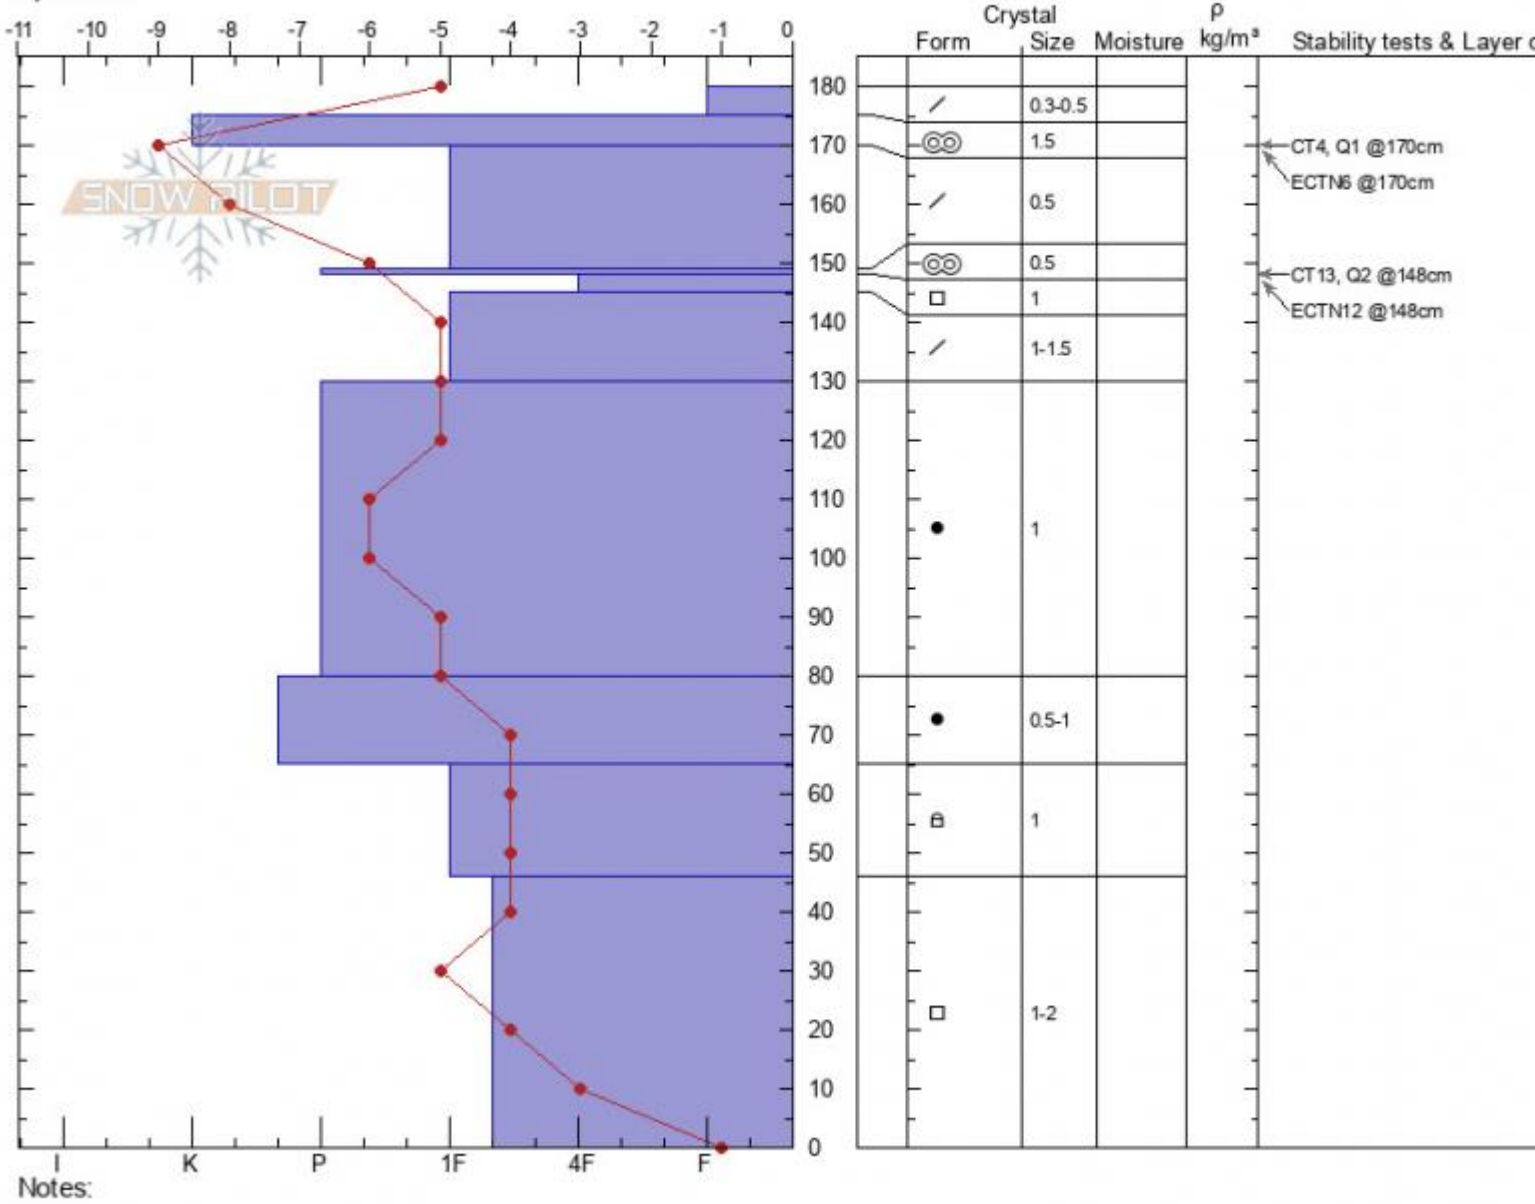 Crystal ρ
-11 -10 -9 -8 -7 -6 -5 -4 -3 -2 -1 0 Form Size Moisture kg/m³ Stability tests & Layer
180
0.3-0.5
170 1.5 CT4, Q1 @170cm
ECTN6 @170cm
SNOW PILOT
160 0.5
150 0.5
CT13, Q2 @148cm
1
ECTN12 @148cm
140
1-1.5
130
120
110
1
100
90
80
0.5-1
70
60
1
50
40
30
20
1-2
10
0
I K P 1F 4F F
Notes: